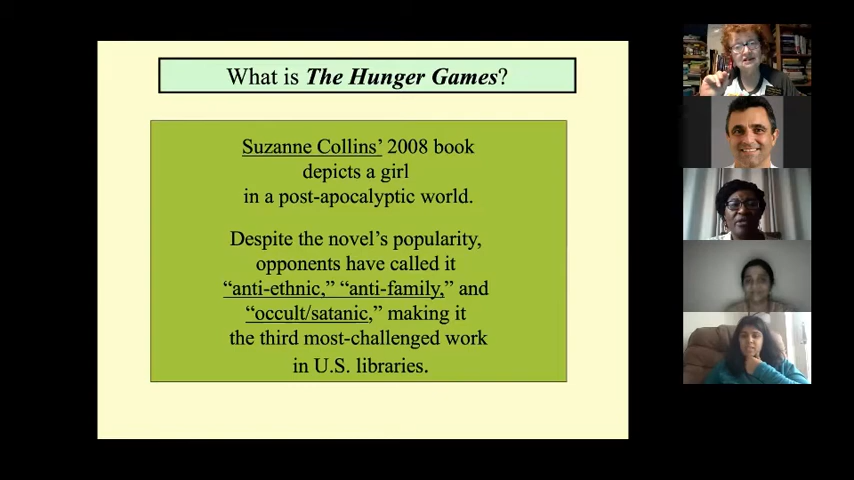 What is The Hunger Games?
Suzanne Collins’ 2008 book
depicts a girl
in a post-apocalyptic world.
Despite the novel’s popularity,
opponents have called it
“anti-ethnic,” “anti-family,” and
“occult/satanic,” making it
the third most-challenged work
in U.S. libraries.